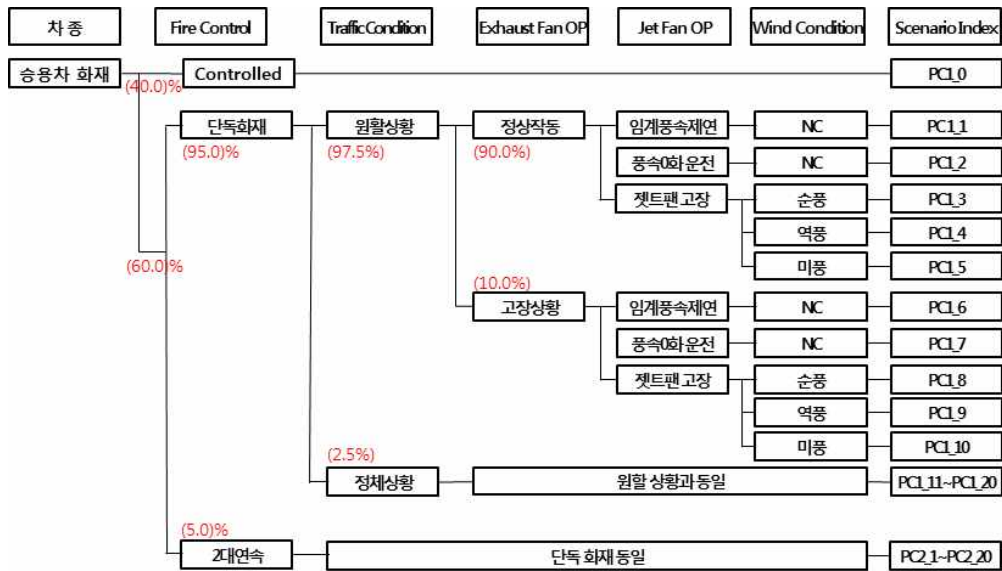 차 종 Fire Control Traffic Condition Exhaust Fan OP Jet Fan OP Wind Condition Scenario Index
승용차 화재 (40.0)% Controlled PC1_0
단독화재 원활상황 정상작동 임계풍속제연 NC PC1_1
(95.0)% (97.5%) (90.0%)
풍속0화 운전 NC PC1_2
젯트팬 고장 순풍 PC1_3
역풍 PC1_4
(60.0)% 미풍 PC1_5
(10.0%)
고장상황 임계풍속제연 NC PC1_6
풍속0화 운전 NC PC1_7
젯트팬 고장 순풍 PC1_8
역풍 PC1_9
미풍 PC1_10
(2.5%)
정체상황 원할 상황과 동일 PC1_11~PC1_20
(5.0)%
2대연속 단독 화재 동일 PC2_1~PC2_20